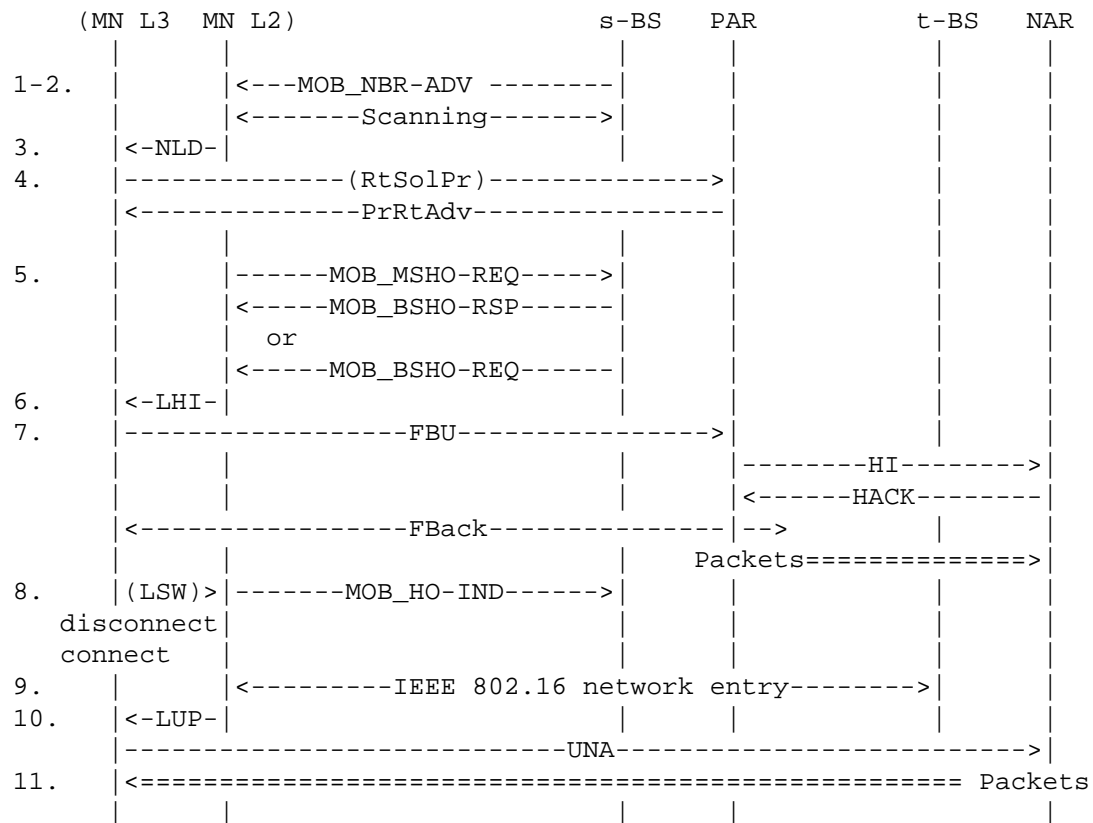 (MN L3  MN L2)                     s-BS   PAR           t-BS   NAR
       |      |                         |      |             |      |
1-2.   |      |<---MOB_NBR-ADV --------|      |             |      |
       |      |<-------Scanning------->|      |             |      |
3.     |<-NLD-|                         |      |             |      |
4.     |--------------(RtSolPr)-------------->|             |      |
       |<--------------PrRtAdv----------------|             |      |
       |      |                         |      |             |      |
5.     |      |------MOB_MSHO-REQ----->|      |             |      |
       |      |<-----MOB_BSHO-RSP------|      |             |      |
       |      |  or                     |      |             |      |
       |      |<-----MOB_BSHO-REQ------|      |             |      |
6.     |<-LHI-|                         |      |             |      |
7.     |------------------FBU---------------->|             |      |
       |      |                         |      |--------HI-------->|
       |      |                         |      |<------HACK--------|
       |<-----------------FBack---------------|-->          |      |
       |      |                         |    Packets==============>|
8.     |(LSW)>|-------MOB_HO-IND------>|      |             |      |
   disconnect|                         |      |             |      |
   connect    |                         |      |             |      |
9.     |      |<---------IEEE 802.16 network entry-------->|      |
10.    |<-LUP-|                         |      |             |      |
       |----------------------------UNA-------------------------->|
11.    |<==================================================== Packets
       |      |                         |      |                    |